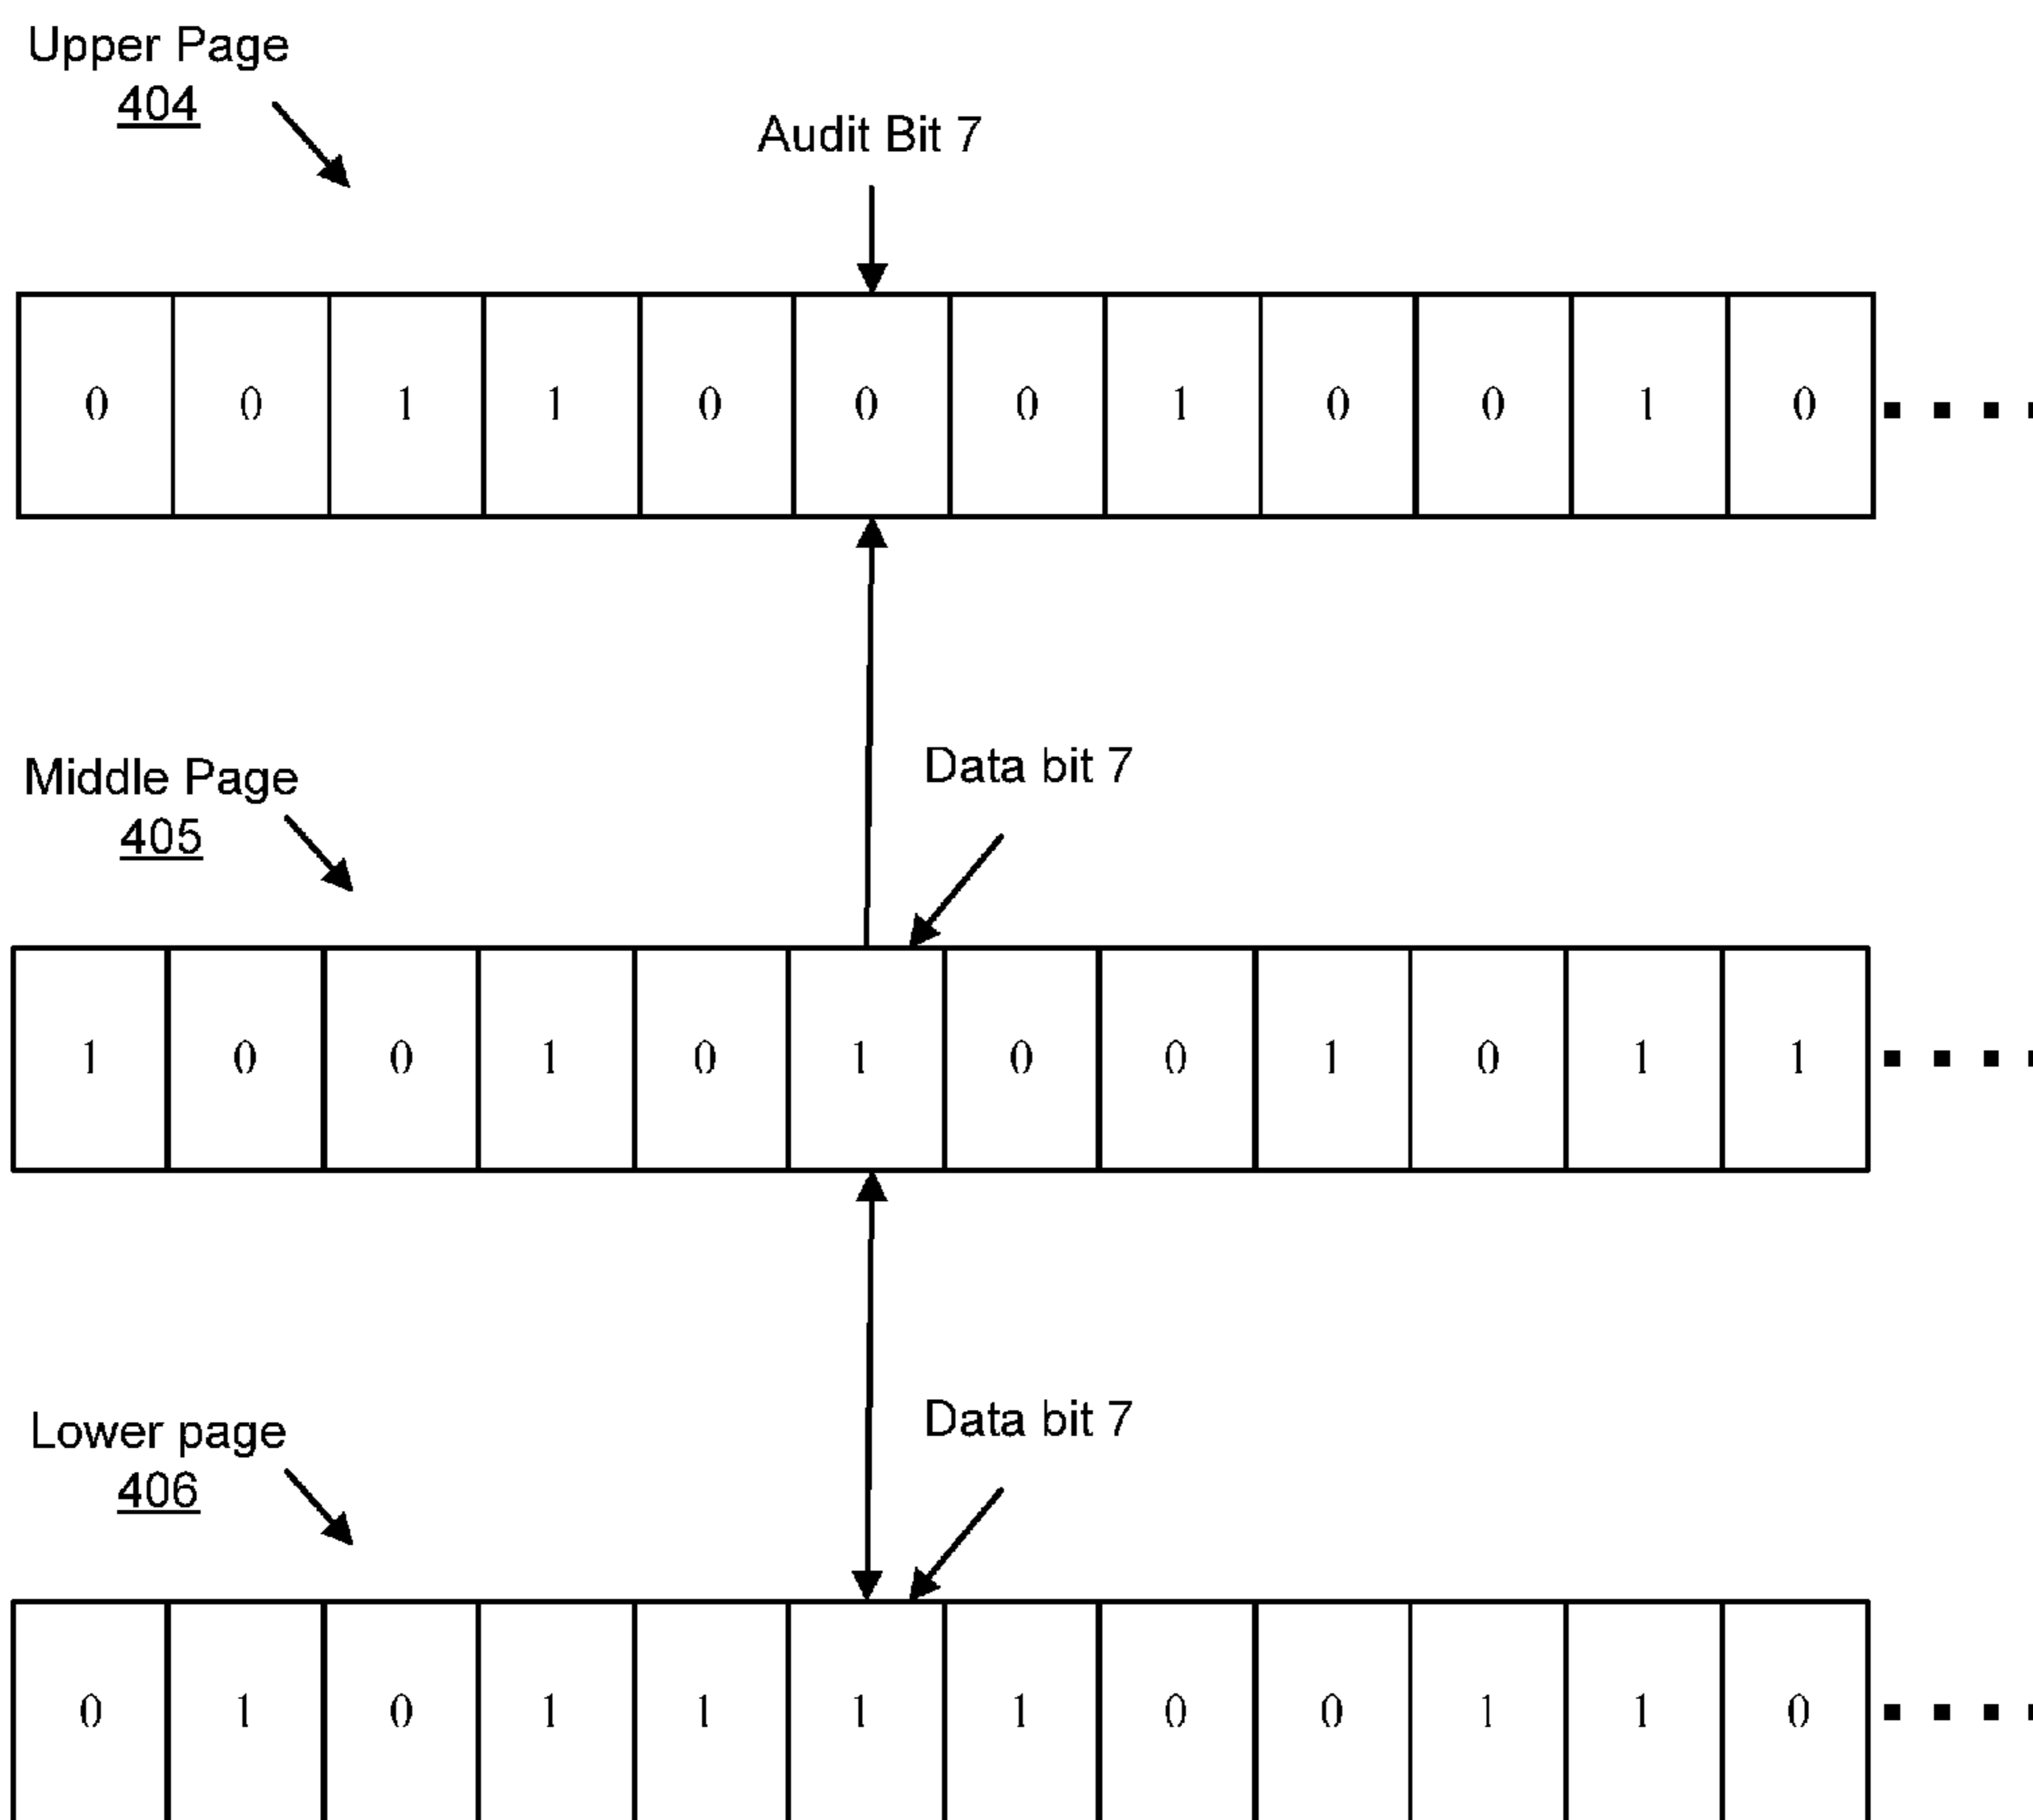 Upper Page
404
Audit Bit 7
0 0 1 1 0 0 0 1 0 0 1 0
Middle Page
405
Data bit 7
1 0 0 1 0 1 0 0 1 0 1 1
Lower page
406
Data bit 7
0 1 0 1 1 1 1 0 0 1 1 0